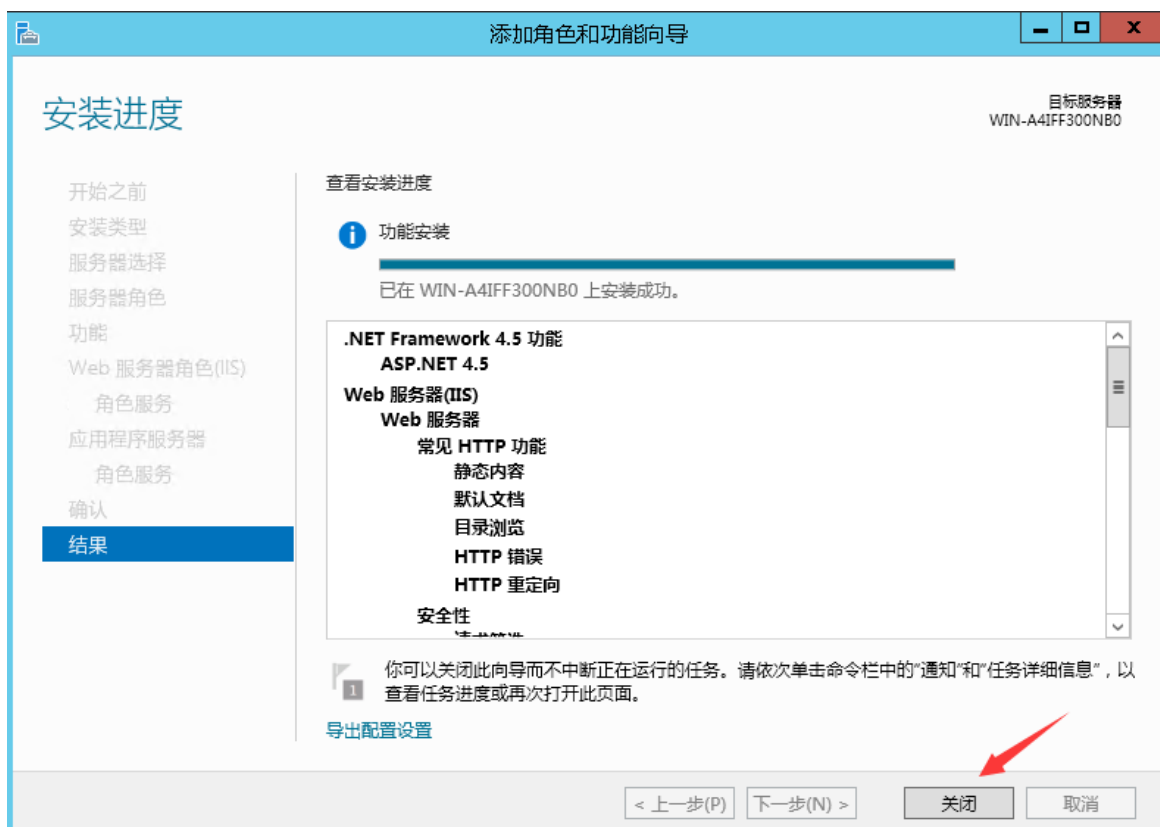 添加角色和功能向导
安装进度
目标服务器
WIN-A4IFF300NB0
开始之前
安装类型
服务器选择
服务器角色
功能
Web 服务器角色(IIS)
角色服务
应用程序服务器
角色服务
确认
结果
查看安装进度
功能安装
已在 WIN-A4IFF300NB0 上安装成功。
.NET Framework 4.5 功能
ASP.NET 4.5
Web 服务器(IIS)
Web 服务器
常见 HTTP 功能
静态内容
默认文档
目录浏览
HTTP 错误
HTTP 重定向
安全性
1
你可以关闭此向导而不中断正在运行的任务。请依次单击命令栏中的"通知"和"任务详细信息"，以
查看任务进度或再次打开此页面。
导出配置设置
< 上一步(P)
下一步(N) >
关闭
取消